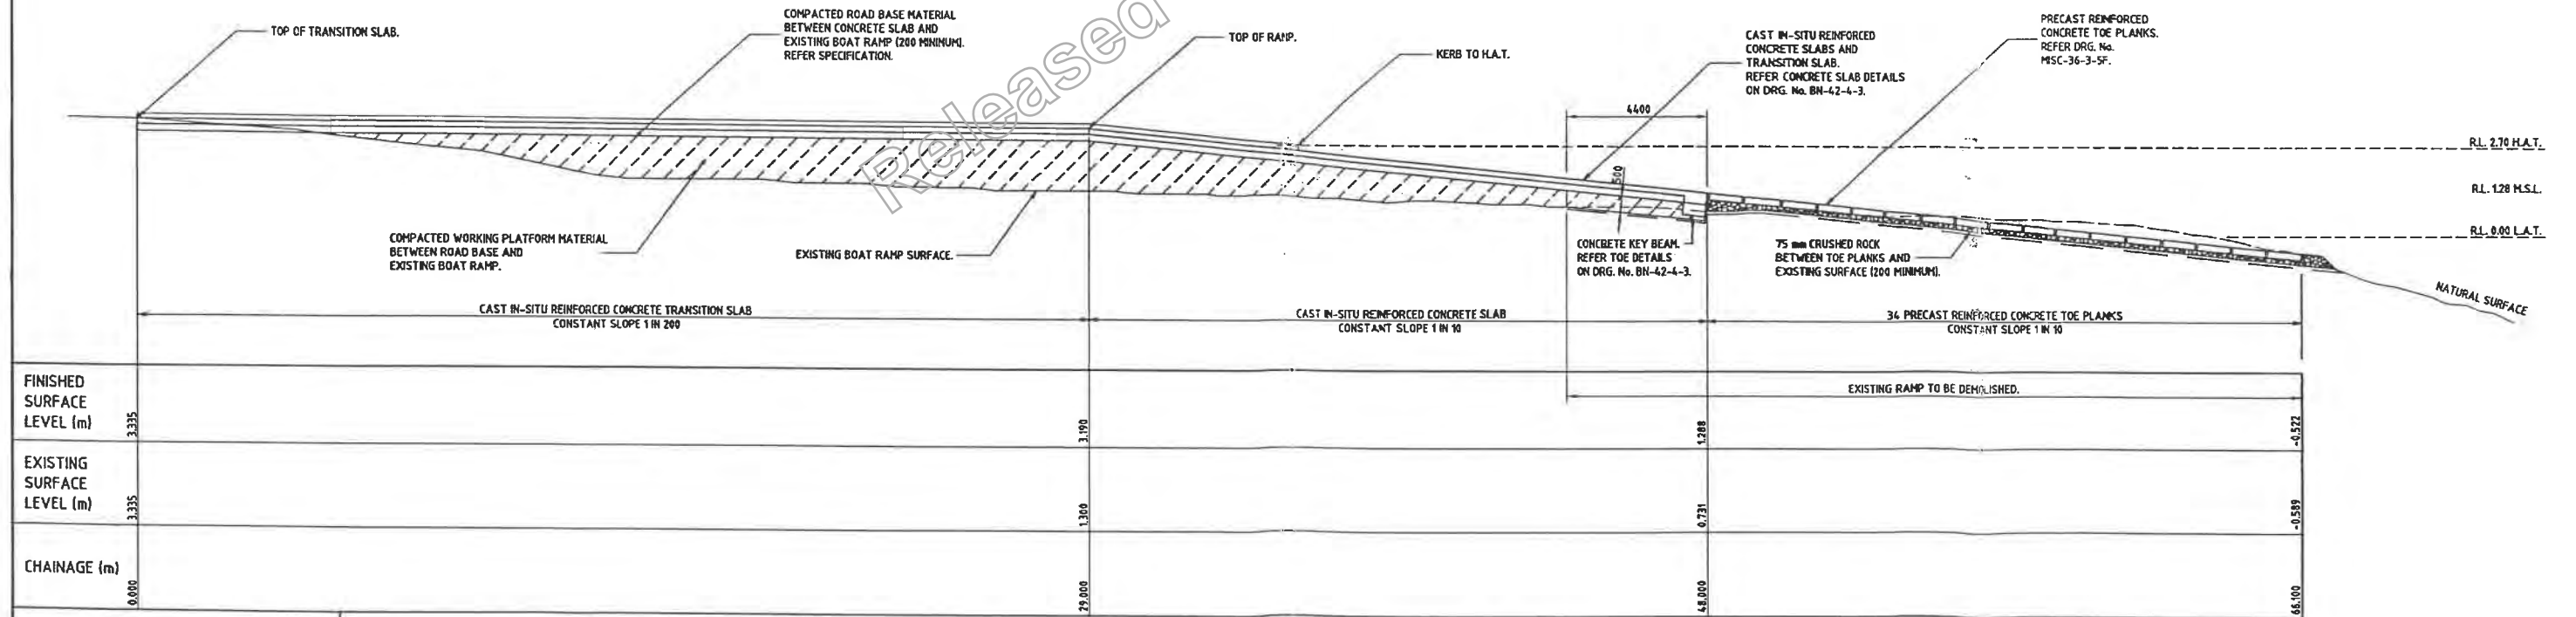 TOP OF TRANSITION SLAB.
COMPACTED ROAD BASE MATERIAL
BETWEEN CONCRETE SLAB AND
EXISTING BOAT RAMP (200 MINIMUM).
REFER SPECIFICATION.
Released
TOP OF RAMP.
KERB TO H.A.T.
CAST IN-SITU REINFORCED
CONCRETE SLABS AND
TRANSITION SLAB.
REFER CONCRETE SLAB DETAILS
ON DRG. No. BN-42-4-3.
PRECAST REINFORCED
CONCRETE TOE PLANKS.
REFER DRG. No.
MISC-36-3-SF.
4400
R.L. 2.70 H.A.T.
R.L. 1.28 M.S.L.
R.L. 0.00 L.A.T.
500
COMPACTED WORKING PLATFORM MATERIAL
BETWEEN ROAD BASE AND
EXISTING BOAT RAMP.
EXISTING BOAT RAMP SURFACE.
CONCRETE KEY BEAM.
REFER TOE DETAILS
ON DRG. No. BN-42-4-3.
75 mm CRUSHED ROCK
BETWEEN TOE PLANKS AND
EXISTING SURFACE (200 MINIMUM).
NATURAL SURFACE
CAST IN-SITU REINFORCED CONCRETE TRANSITION SLAB
CONSTANT SLOPE 1 IN 200
CAST IN-SITU REINFORCED CONCRETE SLAB
CONSTANT SLOPE 1 IN 10
34 PRECAST REINFORCED CONCRETE TOE PLANKS
CONSTANT SLOPE 1 IN 10
EXISTING RAMP TO BE DEMOLISHED.
FINISHED
SURFACE
LEVEL (m)
3.335
3.190
1.288
-0.522
EXISTING
SURFACE
LEVEL (m)
3.335
1.300
0.731
-0.589
CHAINAGE (m)
0.000
29.000
48.000
66.100